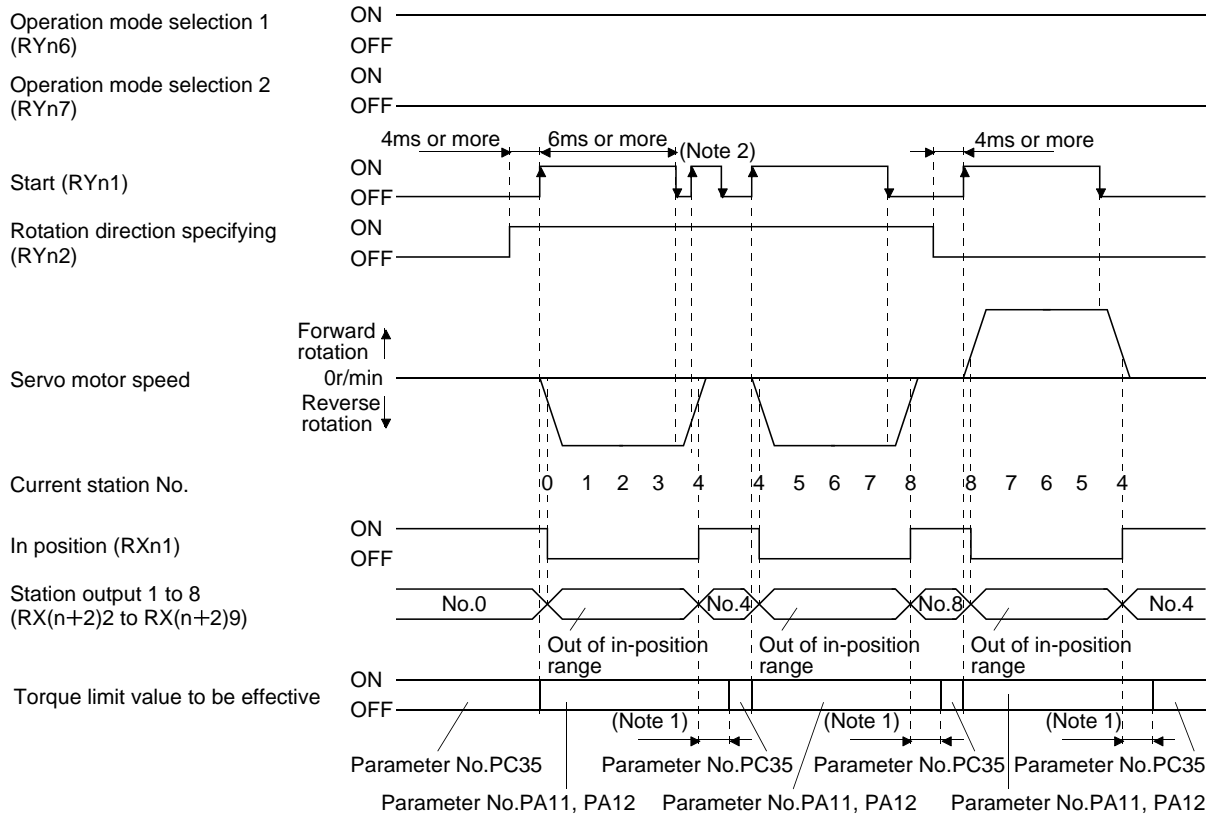 Operation mode selection 1
(RYn6)
ON
OFF
Operation mode selection 2
(RYn7)
ON
OFF
4ms or more
6ms or more
(Note 2)
4ms or more
Start (RYn1)
ON
OFF
Rotation direction specifying
(RYn2)
ON
OFF
Servo motor speed
Forward
rotation
0r/min
Reverse
rotation
Current station No.
0 1 2 3 4 4 5 6 7 8 8 7 6 5 4
In position (RXn1)
ON
OFF
Station output 1 to 8
(RX(n+2)2 to RX(n+2)9)
No.0
No.4
No.8
No.4
Out of in-position
range
Out of in-position
range
Out of in-position
range
Torque limit value to be effective
ON
OFF
(Note 1)
(Note 1)
(Note 1)
Parameter No.PC35
Parameter No.PC35
Parameter No.PC35
Parameter No.PC35
Parameter No.PA11, PA12
Parameter No.PA11, PA12
Parameter No.PA11, PA12